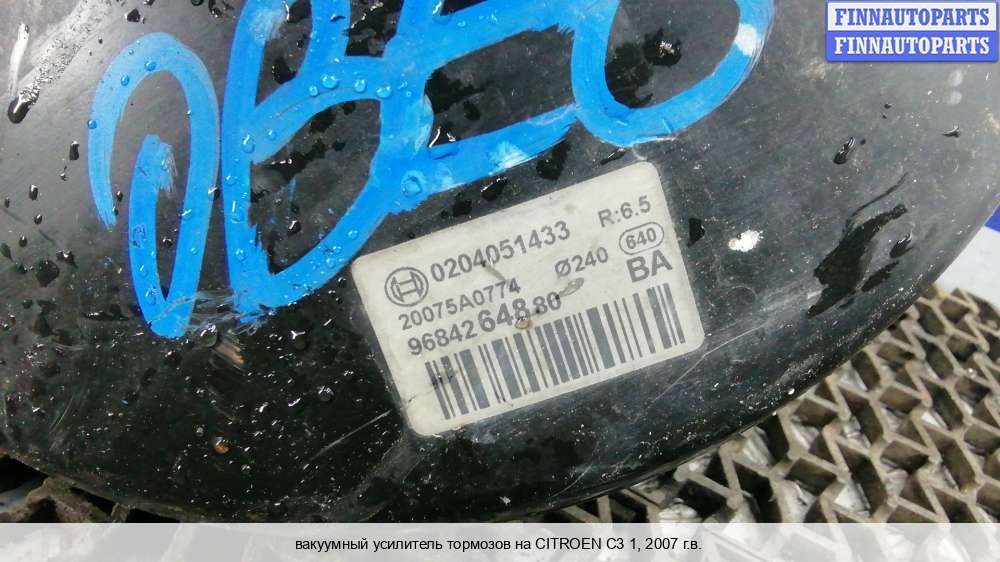 FINNAUTOPARTS
FINNAUTOPARTS
0204051433 R:6.5
20075A0774 Ø240 640
9684264880 BA
вакуумный усилитель тормозов на CITROEN C3 1, 2007 г.в.